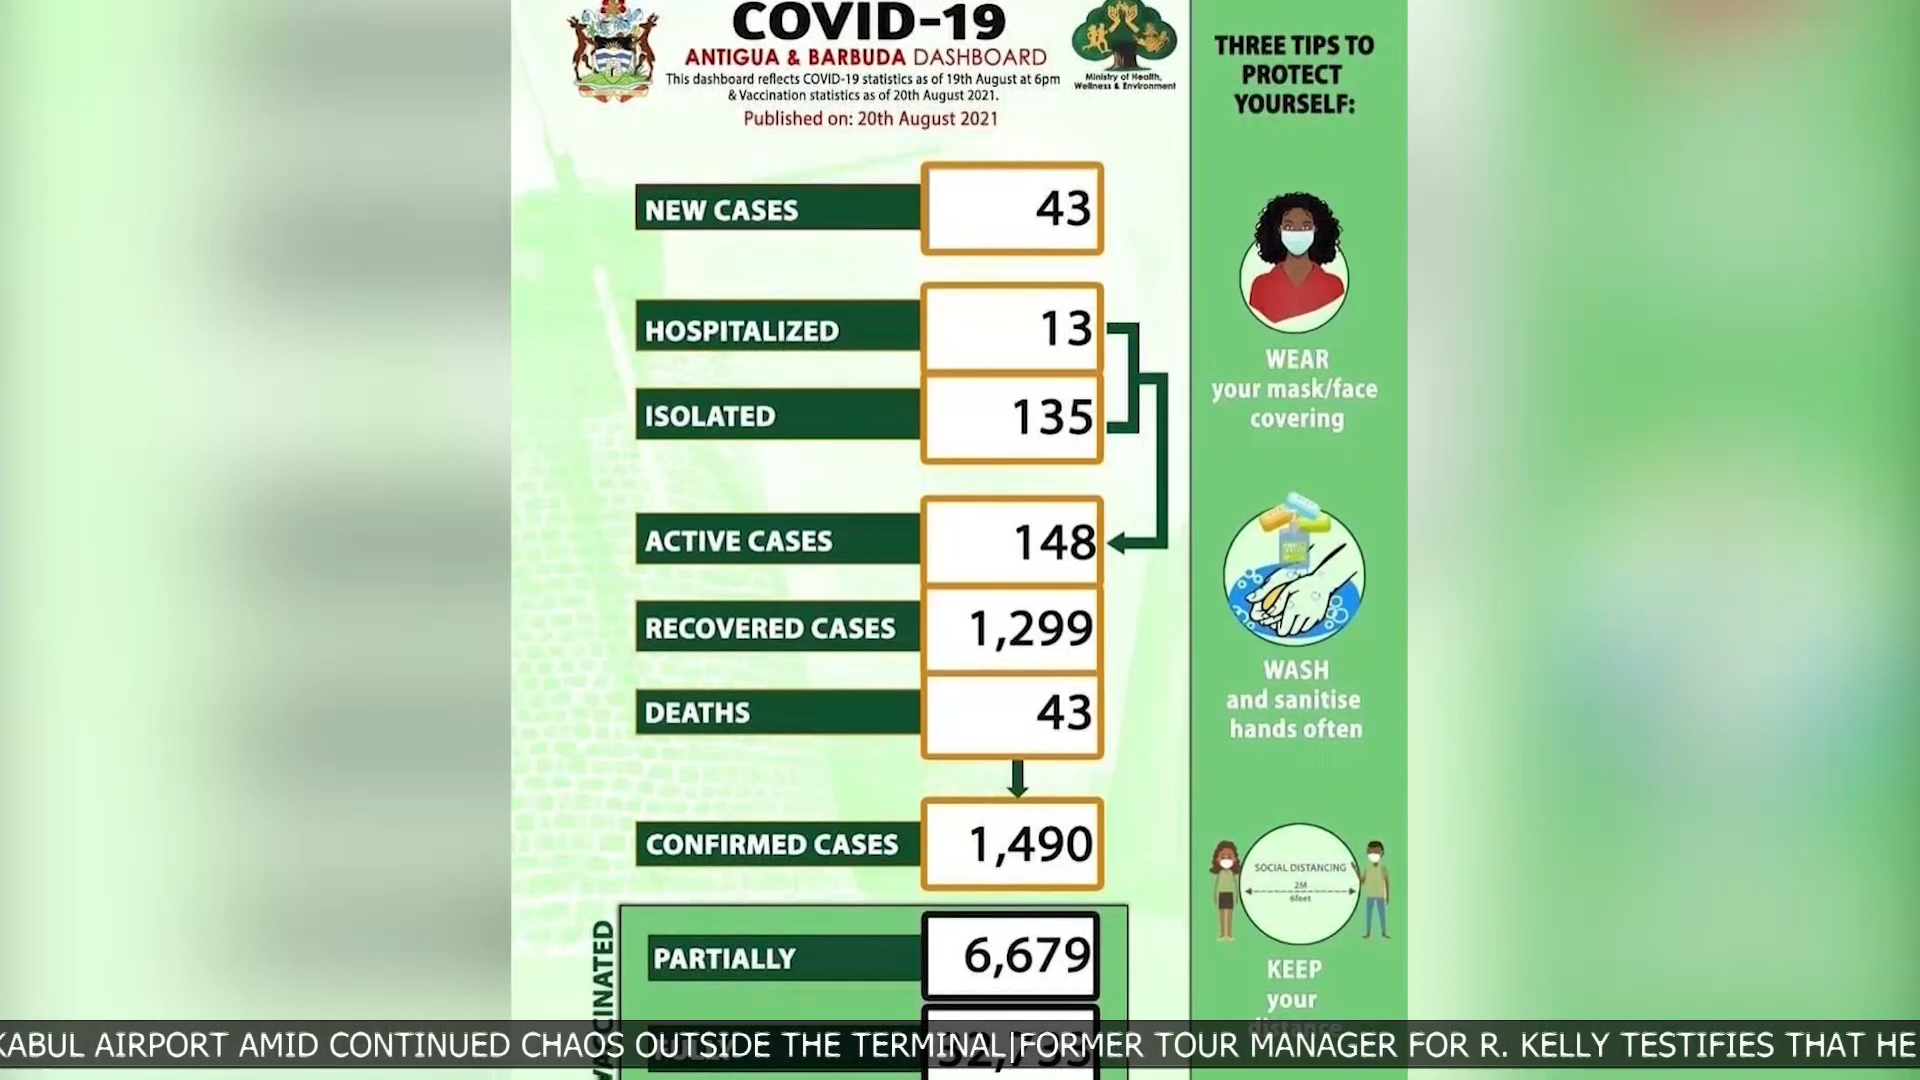 COVID-19
ANTIGUA & BARBUDA DASHBOARD
This dashboard reflects COVID-19 statistics as of 19th August at 6pm
& Vaccination statistics as of 20th August 2021.
Published on: 20th August 2021
Ministry of Health,
Wellness & Environment
NEW CASES 43
HOSPITALIZED 13
ISOLATED 135
ACTIVE CASES 148
RECOVERED CASES 1,299
DEATHS 43
CONFIRMED CASES 1,490
VACCINATED
PARTIALLY 6,679
THREE TIPS TO
PROTECT
YOURSELF:
WEAR
your mask/face
covering
WASH
and sanitise
hands often
SOCIAL DISTANCING
2M
6feet
KEEP
your
distance
KABUL AIRPORT AMID CONTINUED CHAOS OUTSIDE THE TERMINAL|FORMER TOUR MANAGER FOR R. KELLY TESTIFIES THAT HE